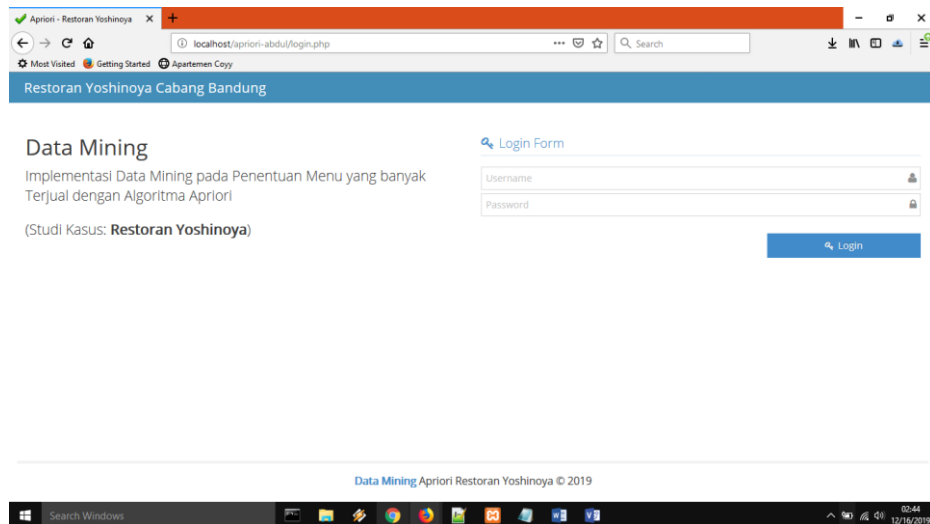 Apriori - Restoran Yoshinoya
localhost/apriori-abdul/login.php
Search
Most Visited
Getting Started
Apartemen Coyy
Restoran Yoshinoya Cabang Bandung
Data Mining
Implementasi Data Mining pada Penentuan Menu yang banyak
Terjual dengan Algoritma Apriori
(Studi Kasus: Restoran Yoshinoya)
Login Form
Username
Password
Login
Data Mining Apriori Restoran Yoshinoya © 2019
Search Windows
02:44
12/16/2019